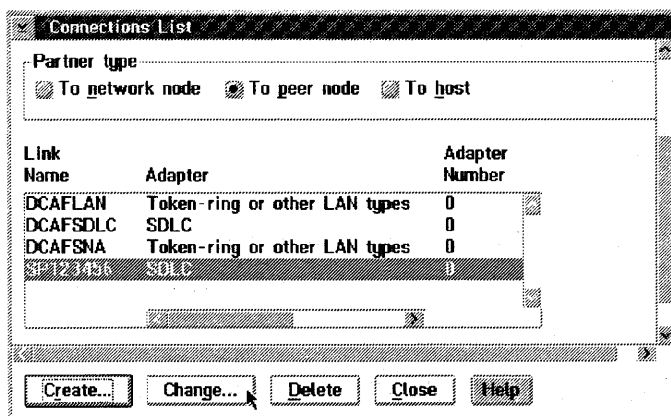 Connections List
Partner type
To network node To peer node To host
Link Name Adapter Adapter Number
DCAFLAN Token-ring or other LAN types 0
DCAFSDLC SDLC 0
DCAFSNA Token-ring or other LAN types 0
SP123456 SDLC 0
Create... Change... Delete Close Help